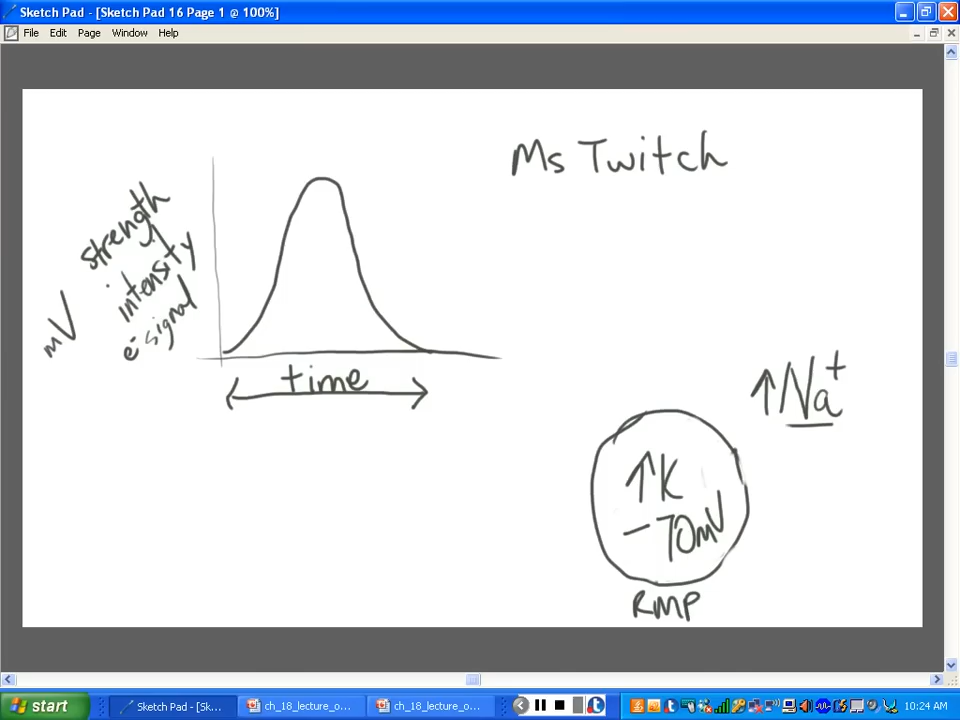 Sketch Pad - [Sketch Pad 16 Page 1 @ 100%]
File Edit Page Window Help
Ms Twitch
strength
intensity
e- signal
mV
time
↑Na+
↑K
-70mV
RMP
start
Sketch Pad - [Sk...
ch_18_lecture_o...
ch_18_lecture_o...
10:24 AM